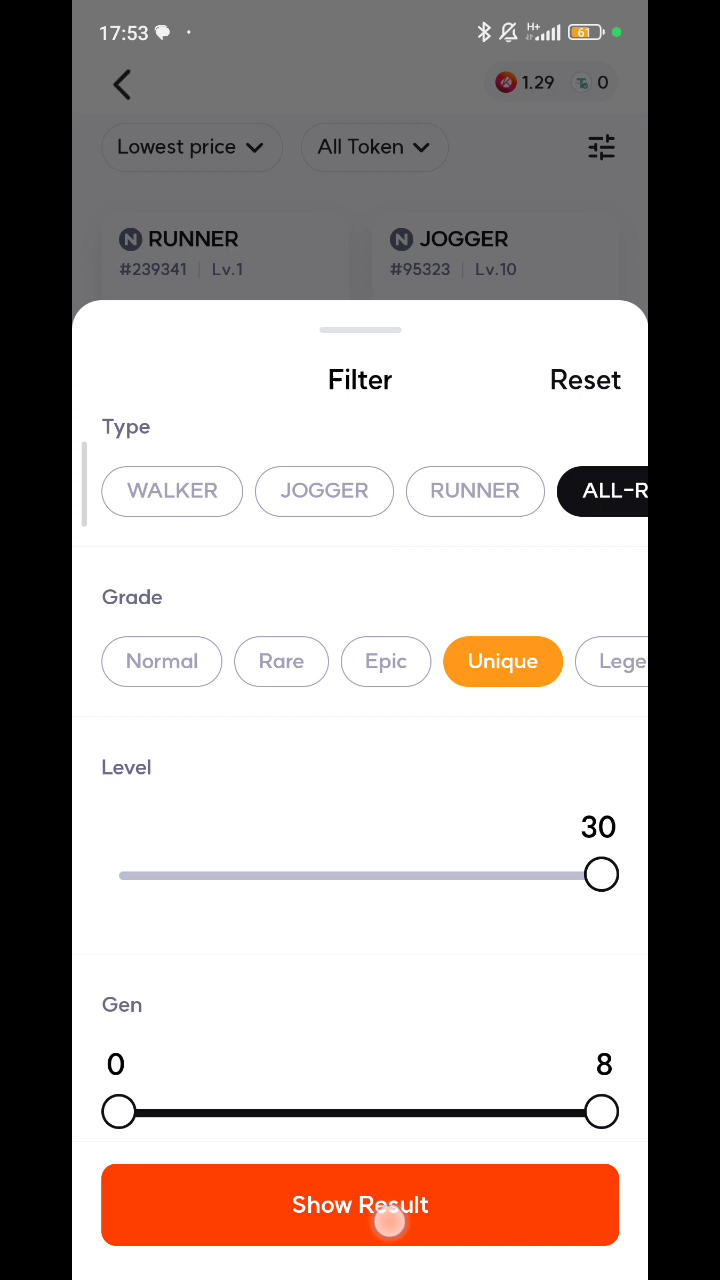 17:53 H+ 61
1.29 0
Lowest price All Token
N RUNNER N JOGGER
#239341 Lv.1 #95323 Lv.10
Filter Reset
Type
WALKER JOGGER RUNNER ALL-R
Grade
Normal Rare Epic Unique Lege
Level
30
Gen
0 8
Show Result